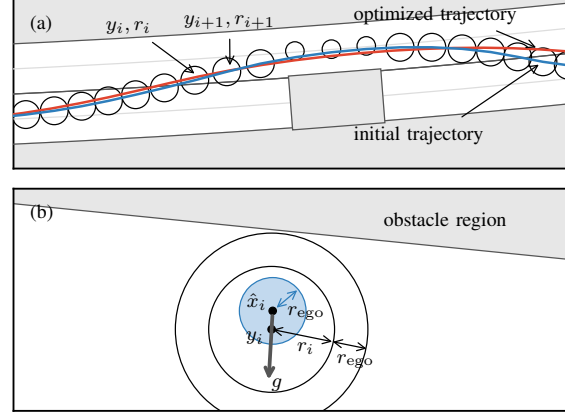 (a)
y_i, r_i
y_{i+1}, r_{i+1}
optimized trajectory
initial trajectory
(b)
obstacle region
x̂_i
r_ego
y_i
r_i
r_ego
g